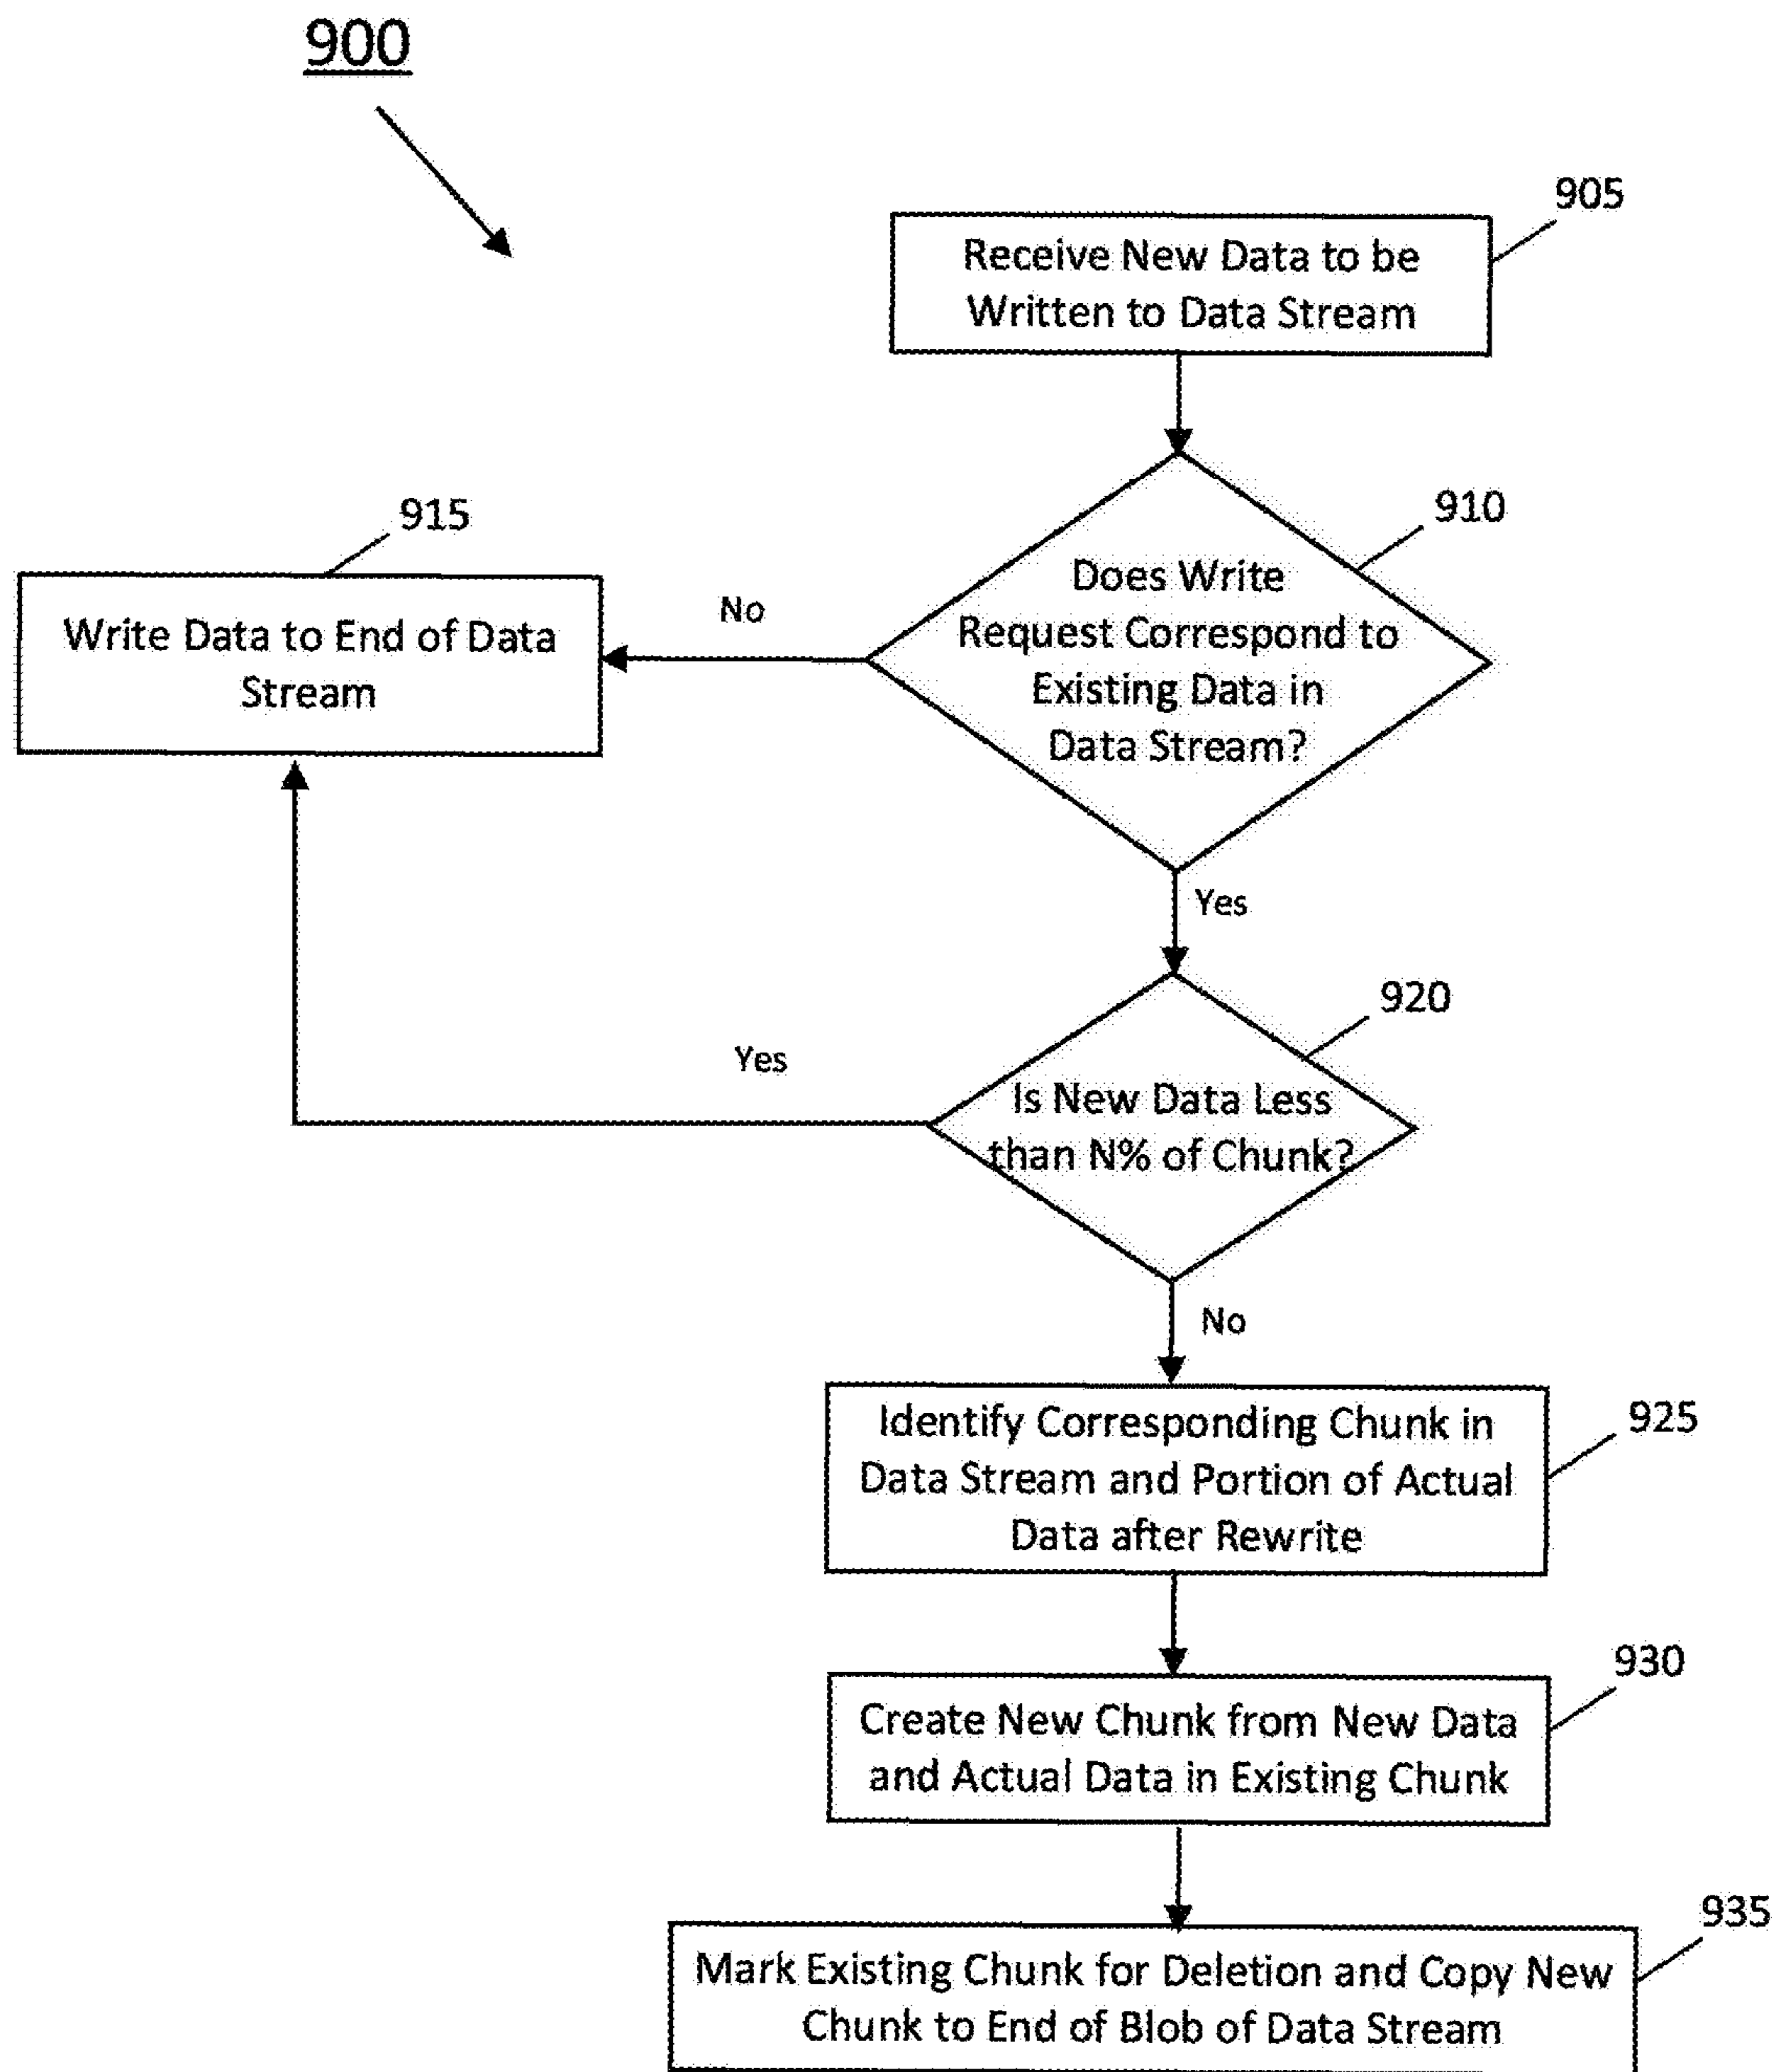 900
905
Receive New Data to be
Written to Data Stream
910
Does Write
Request Correspond to
Existing Data in
Data Stream?
915
Write Data to End of Data
Stream
No
Yes
920
Is New Data Less
than N% of Chunk?
Yes
No
925
Identify Corresponding Chunk in
Data Stream and Portion of Actual
Data after Rewrite
930
Create New Chunk from New Data
and Actual Data in Existing Chunk
935
Mark Existing Chunk for Deletion and Copy New
Chunk to End of Blob of Data Stream